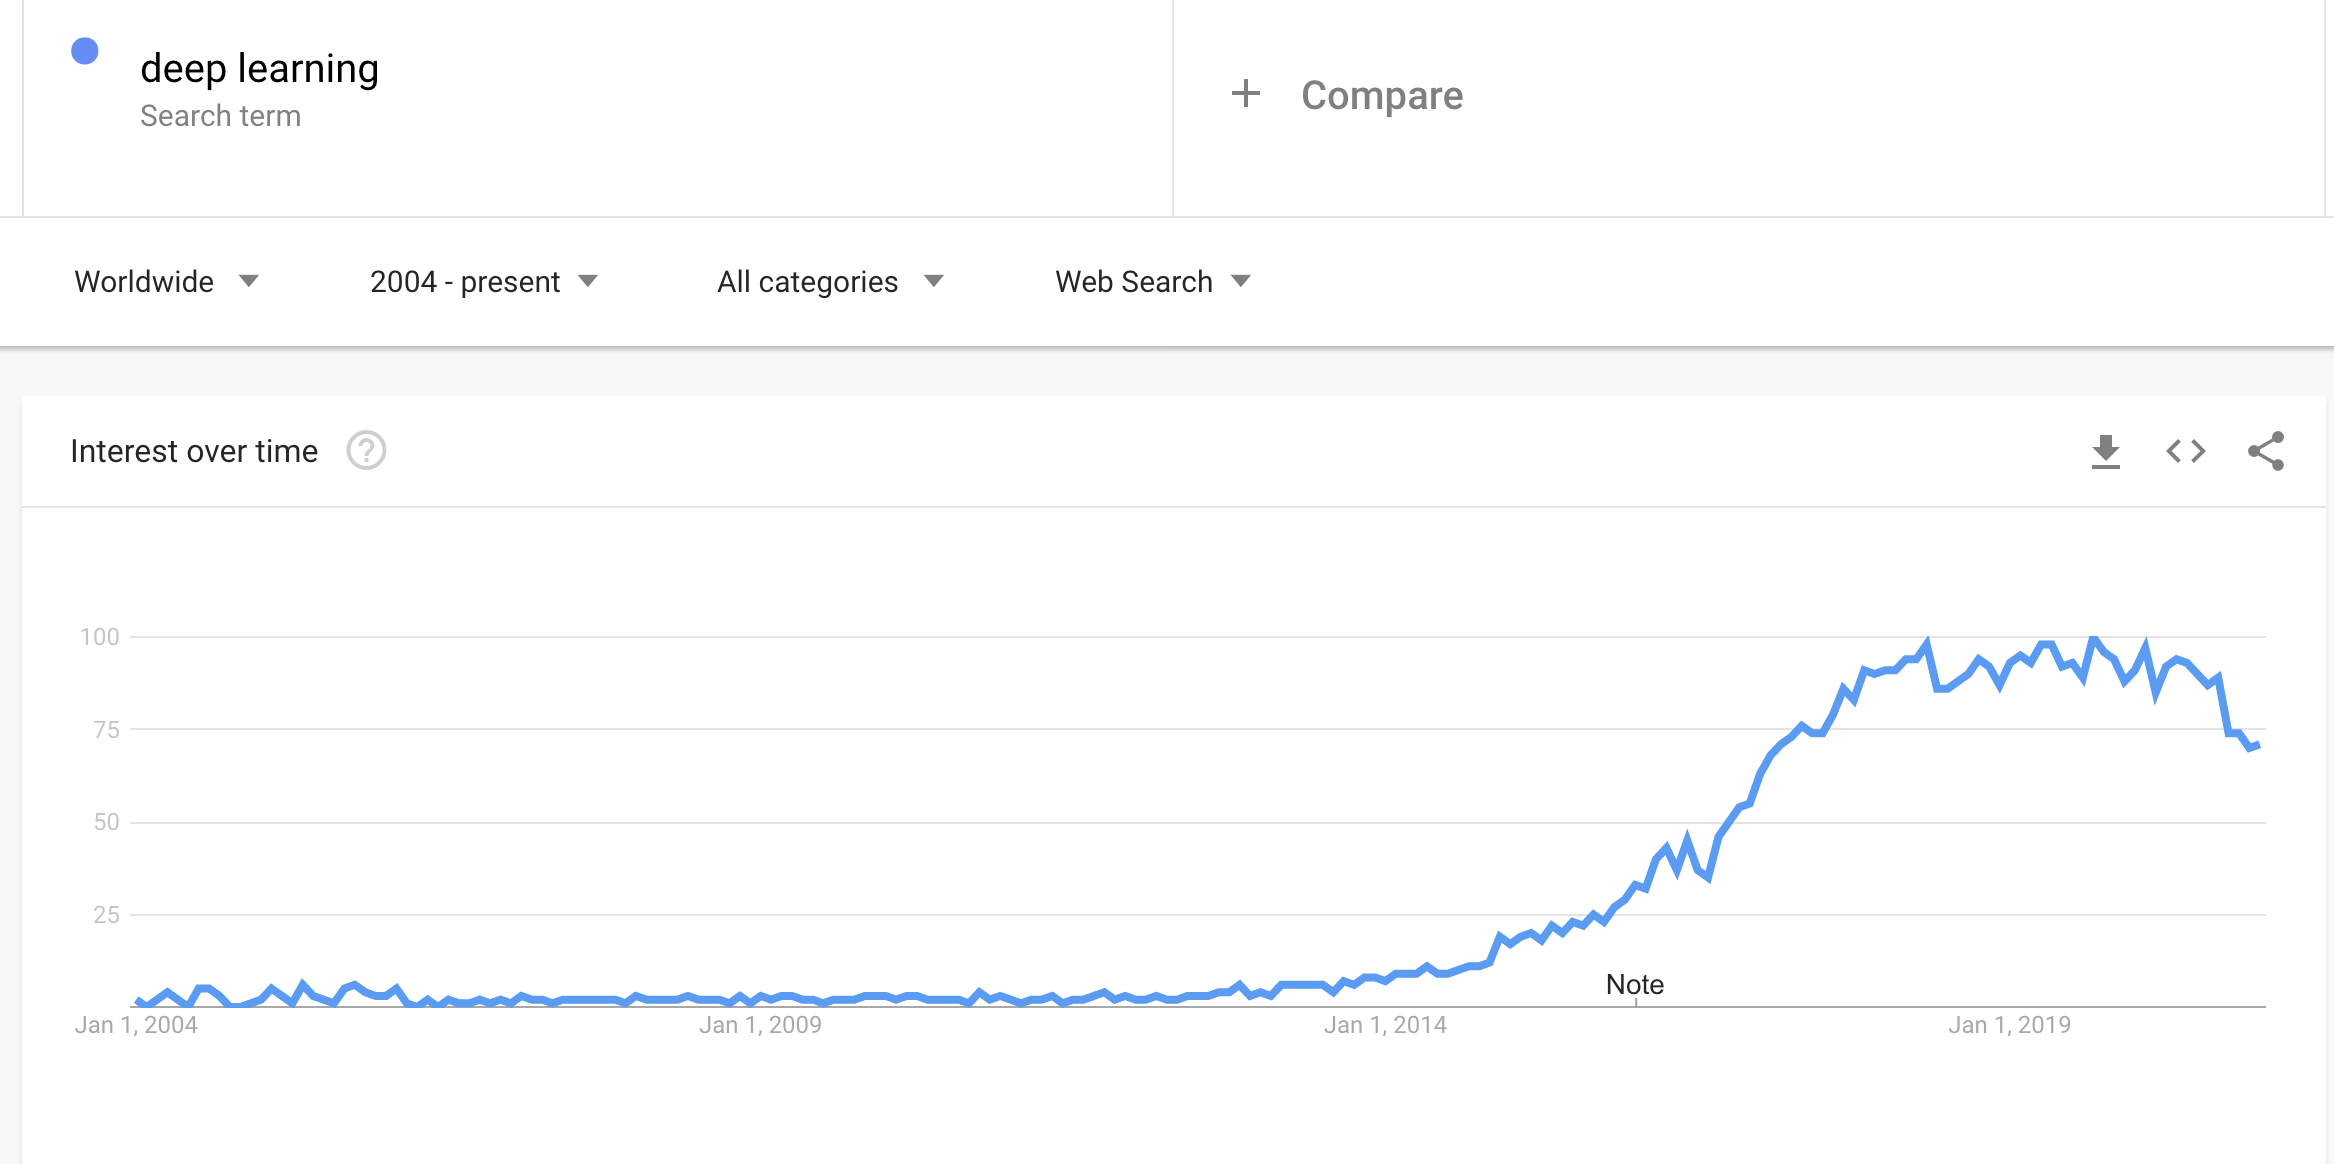 deep learning
Search term
+ Compare
Worldwide
2004 - present
All categories
Web Search
Interest over time
?
100
75
50
25
Note
Jan 1, 2004
Jan 1, 2009
Jan 1, 2014
Jan 1, 2019